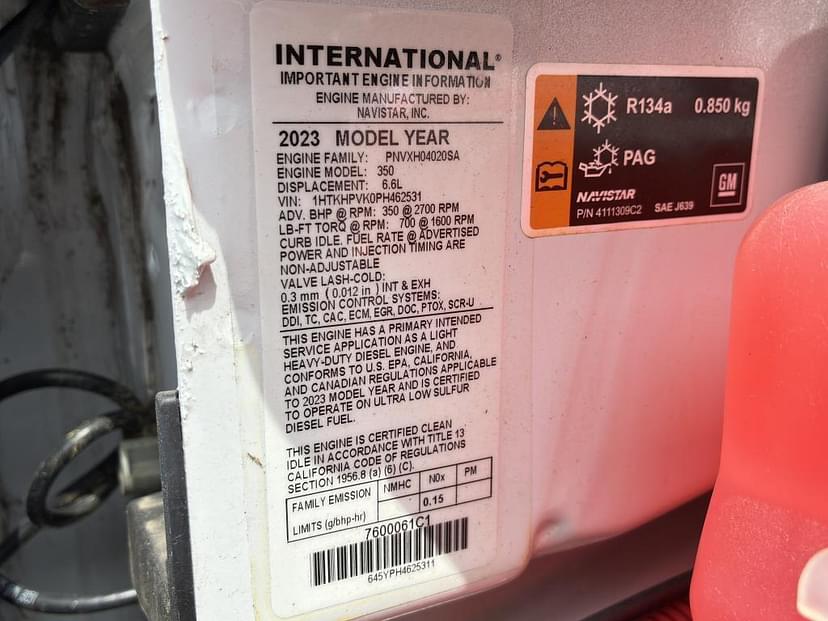 INTERNATIONAL®
IMPORTANT ENGINE INFORMATION
ENGINE MANUFACTURED BY:
NAVISTAR, INC.
2023 MODEL YEAR
ENGINE FAMILY: PNVXH04020SA
ENGINE MODEL: 350
DISPLACEMENT: 6.6L
VIN: 1HTKHPVK0PH462531
ADV. BHP @ RPM: 350 @ 2700 RPM
LB-FT TORQ @ RPM: 700 @ 1600 RPM
CURB IDLE. FUEL RATE @ ADVERTISED
POWER AND INJECTION TIMING ARE
NON-ADJUSTABLE
VALVE LASH-COLD:
0.3 mm (0.012 in ) INT & EXH
EMISSION CONTROL SYSTEMS:
DDI, TC, CAC, ECM, EGR, DOC, PTOX, SCR-U
THIS ENGINE HAS A PRIMARY INTENDED
SERVICE APPLICATION AS A LIGHT
HEAVY-DUTY DIESEL ENGINE, AND
CONFORMS TO U.S. EPA, CALIFORNIA,
AND CANADIAN REGULATIONS APPLICABLE
TO 2023 MODEL YEAR AND IS CERTIFIED
TO OPERATE ON ULTRA LOW SULFUR
DIESEL FUEL.
THIS ENGINE IS CERTIFIED CLEAN
IDLE IN ACCORDANCE WITH TITLE 13
CALIFORNIA CODE OF REGULATIONS
SECTION 1956.8 (a) (6) (C).
FAMILY EMISSION NMHC N0x PM
LIMITS (g/bhp-hr) 0.15
7600061C1
645YPH4625311
R134a 0.850 kg
PAG
NAVISTAR
P/N 4111309C2 SAE J639
GM